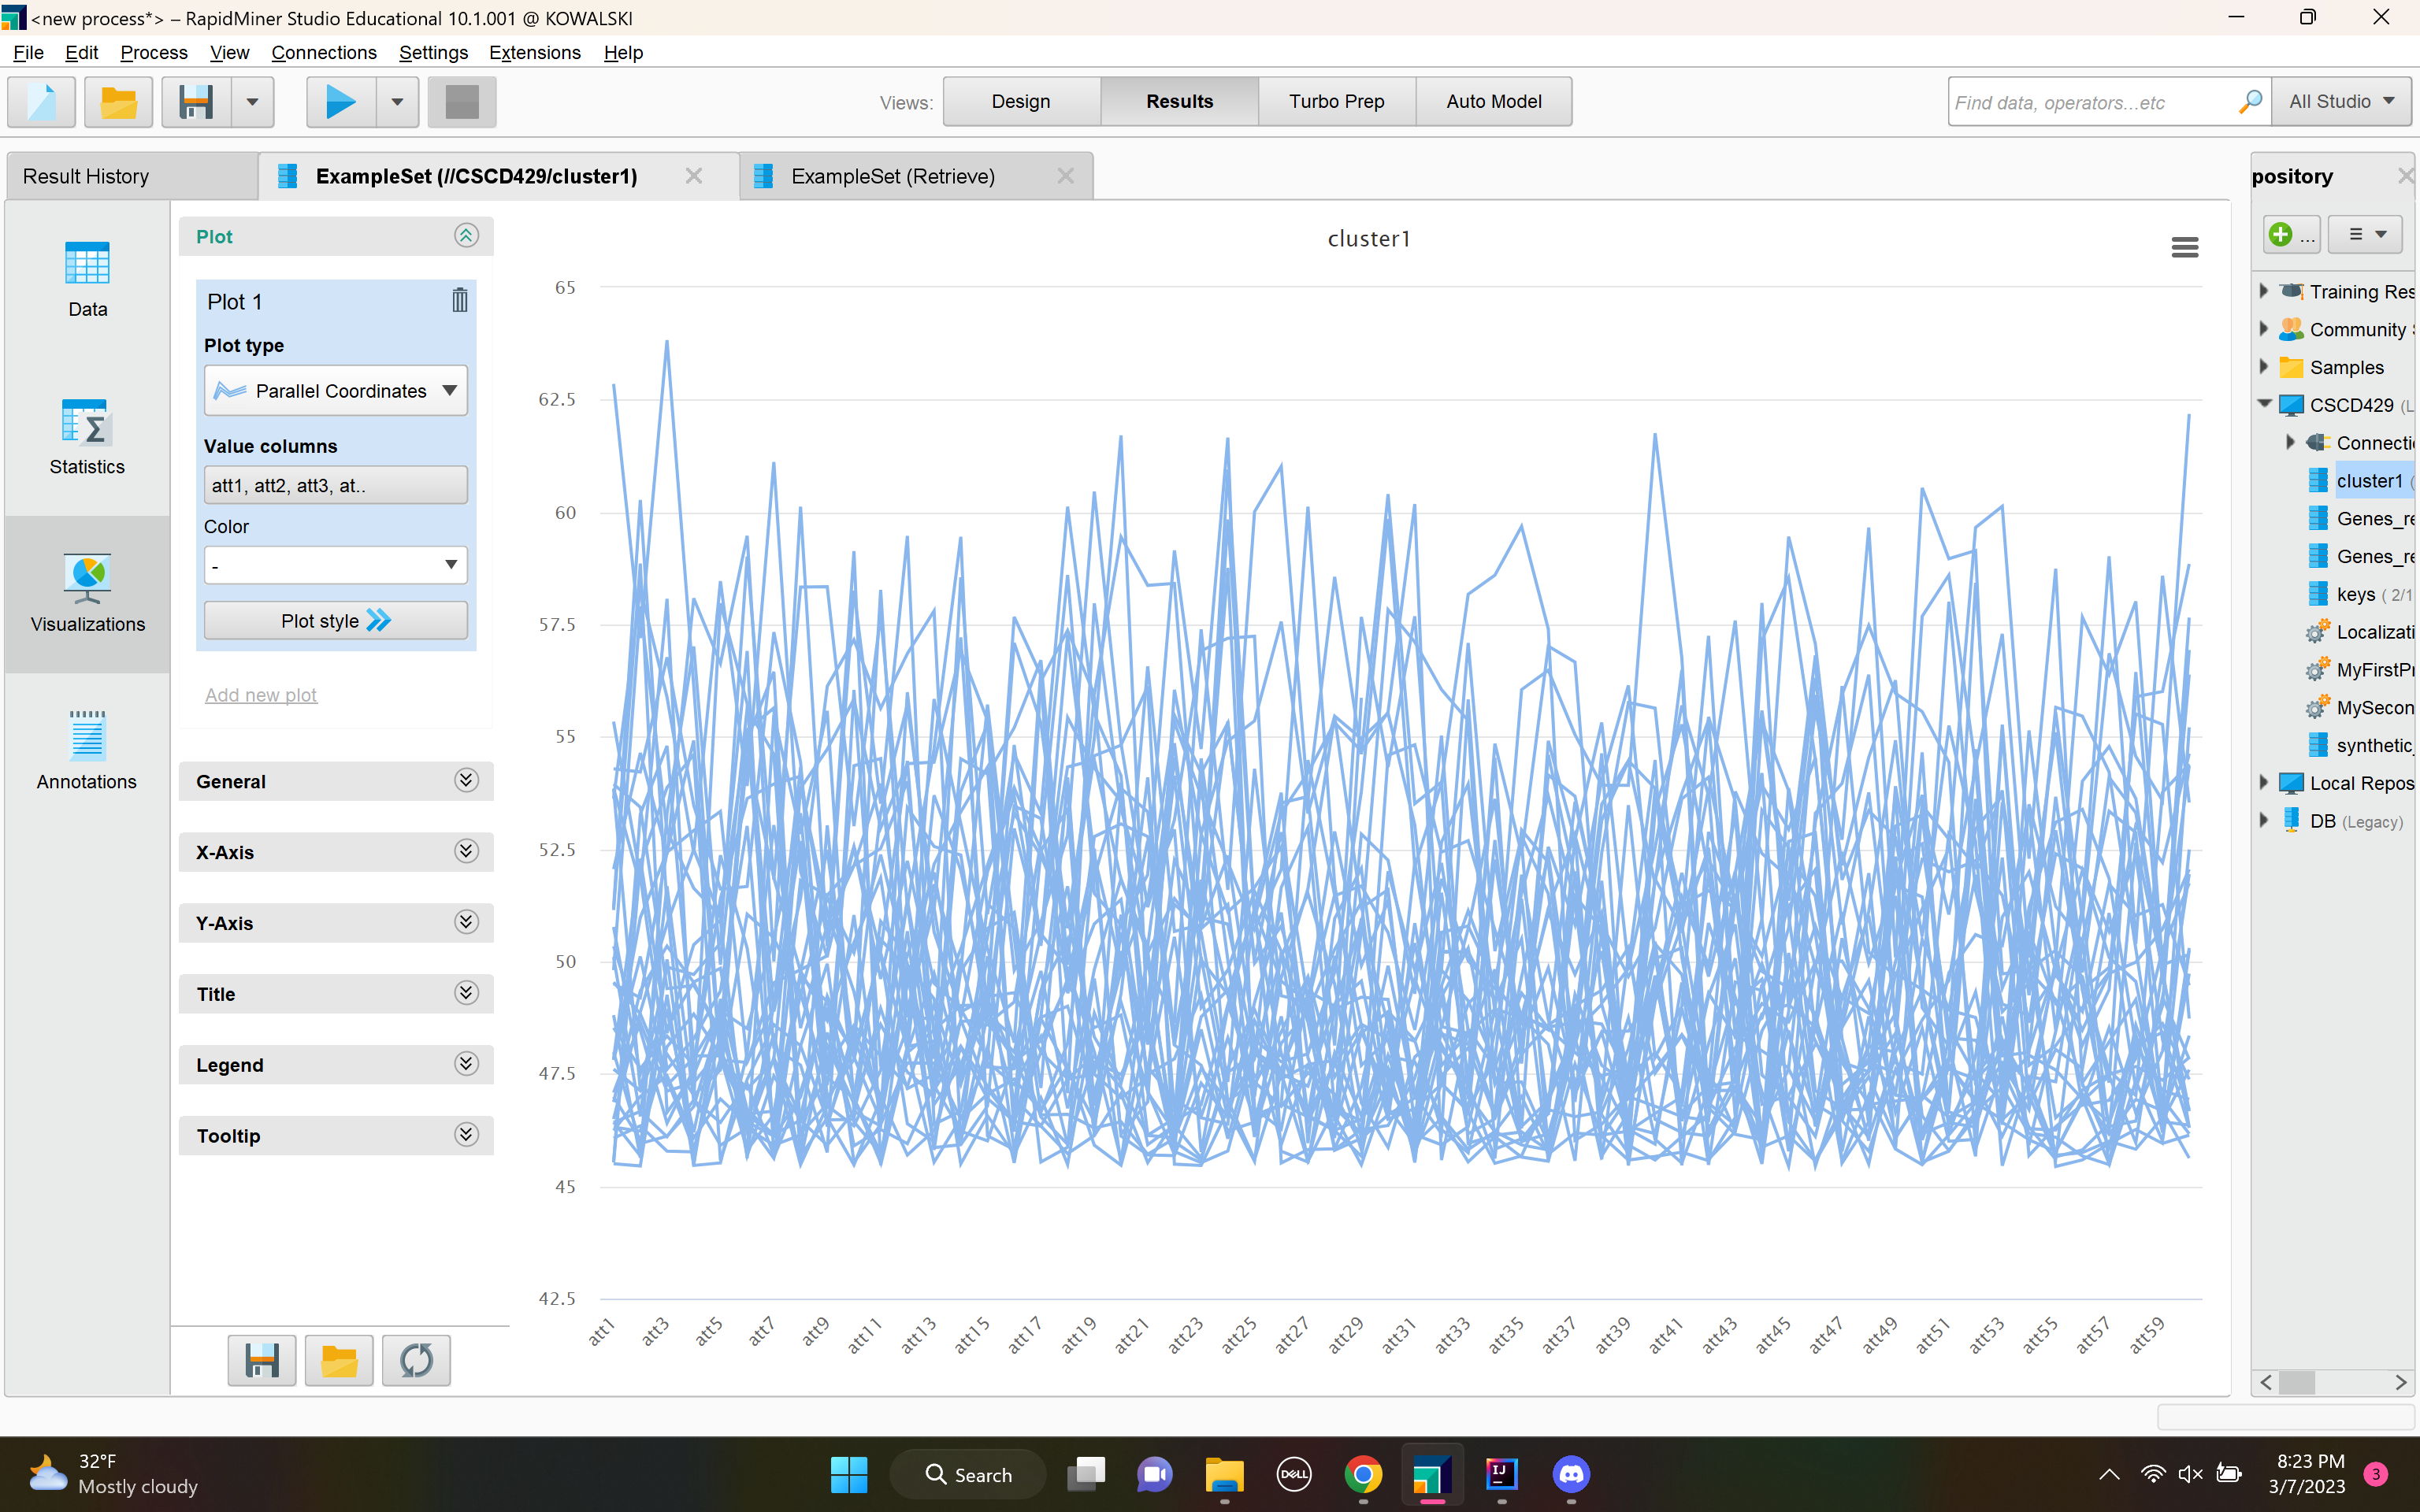 <new process*> – RapidMiner Studio Educational 10.1.001 @ KOWALSKI
File Edit Process View Connections Settings Extensions Help
Views: Design Results Turbo Prep Auto Model
Find data, operators...etc
All Studio
Result History
ExampleSet (//CSCD429/cluster1)
ExampleSet (Retrieve)
pository
Data
Statistics
Visualizations
Annotations
Plot
Plot 1
Plot type
Parallel Coordinates
Value columns
att1, att2, att3, at..
Color
-
Plot style
Add new plot
General
X-Axis
Y-Axis
Title
Legend
Tooltip
cluster1
65
62.5
60
57.5
55
52.5
50
47.5
45
42.5
att1 att3 att5 att7 att9 att11 att13 att15 att17 att19 att21 att23 att25 att27 att29 att31 att33 att35 att37 att39 att41 att43 att45 att47 att49 att51 att53 att55 att57 att59
...
Training Res
Community
Samples
CSCD429 (L
Connecti
cluster1 (
Genes_re
Genes_re
keys ( 2/1
Localizati
MyFirstPr
MySecon
synthetic_
Local Repos
DB (Legacy)
32°F
Mostly cloudy
Search
DELL
IJ
8:23 PM
3/7/2023
3